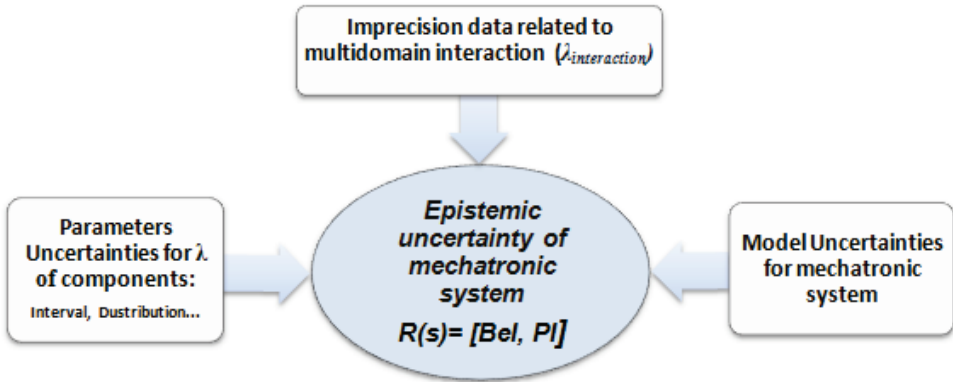 Imprecision data related to
multidomain interaction (λinteraction)
Parameters
Uncertainties for λ
of components:
Interval, Dustribution...
Epistemic
uncertainty of
mechatronic
system
R(s)= [Bel, Pl]
Model Uncertainties
for mechatronic
system